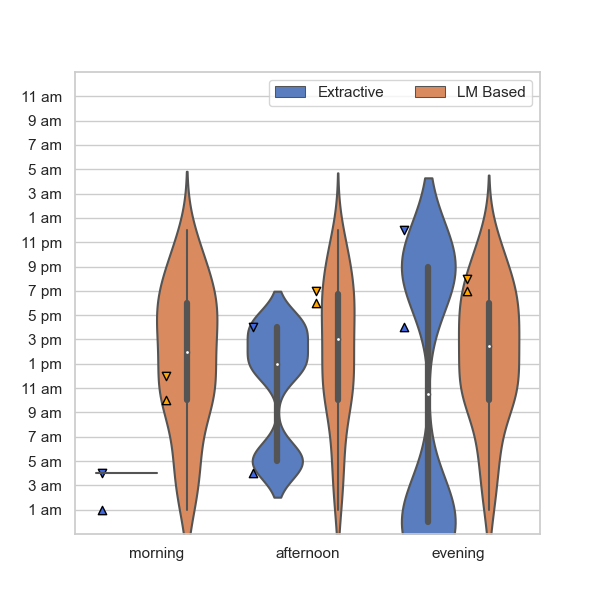 Extractive LM Based
11 am
9 am
7 am
5 am
3 am
1 am
11 pm
9 pm
7 pm
5 pm
3 pm
1 pm
11 am
9 am
7 am
5 am
3 am
1 am
morning afternoon evening